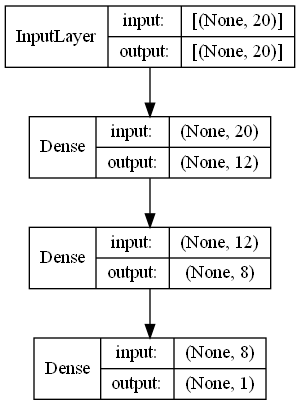 InputLayer
input: [(None, 20)]
output: [(None, 20)]
Dense
input: (None, 20)
output: (None, 12)
Dense
input: (None, 12)
output: (None, 8)
Dense
input: (None, 8)
output: (None, 1)